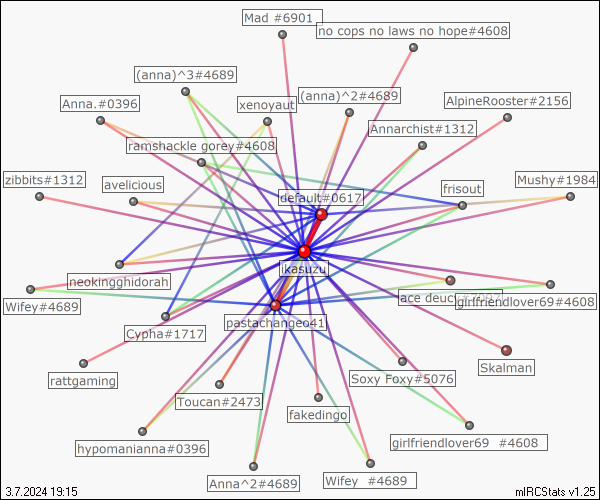 Mad #6901
no cops no laws no hope#4608
(anna)^3#4689
Anna.#0396
xenoyaut
(anna)^2#4689
AlpineRooster#2156
Annarchist#1312
ramshackle gorey#4608
zibbits#1312
avelicious
default#0617
frisout
Mushy#1984
neokingghidorah
ikasuzu
Wifey#4689
ace deuce
girlfriendlover69#4608
Cypha#1717
pastachangeo41
rattgaming
Soxy Foxy#5076
Skalman
Toucan#2473
fakedingo
hypomanianna#0396
girlfriendlover69 #4608
Anna^2#4689
Wifey #4689
3.7.2024 19:15
mIRCStats v1.25